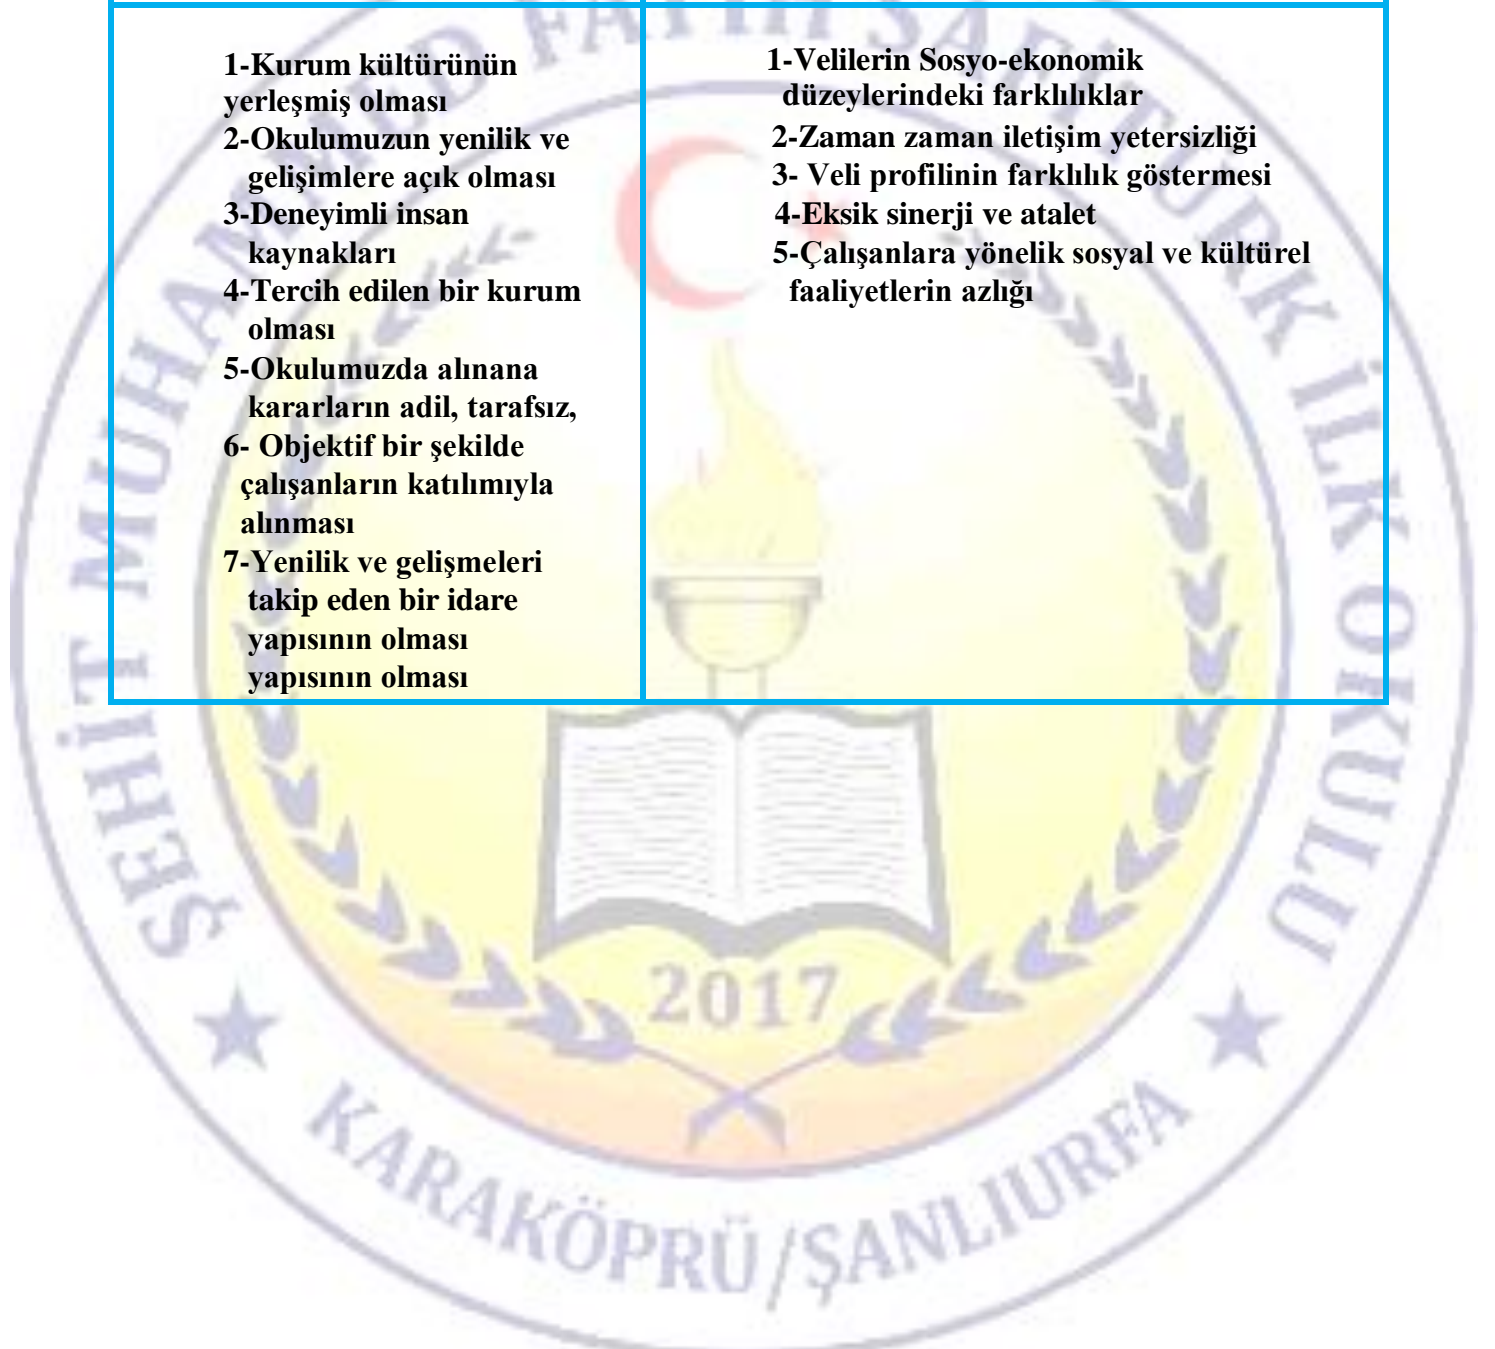 1-Kurum kültürünün
yerleşmiş olması
2-Okulumuzun yenilik ve
gelişimlere açık olması
3-Deneyimli insan
kaynakları
4-Tercih edilen bir kurum
olması
5-Okulumuzda alınana
kararların adil, tarafsız,
6- Objektif bir şekilde
çalışanların katılımıyla
alınması
7-Yenilik ve gelişmeleri
takip eden bir idare
yapısının olması
yapısının olması
1-Velilerin Sosyo-ekonomik
düzeylerindeki farklılıklar
2-Zaman zaman iletişim yetersizliği
3- Veli profilinin farklılık göstermesi
4-Eksik sinerji ve atalet
5-Çalışanlara yönelik sosyal ve kültürel
faaliyetlerin azlığı
ŞEHİT MUHAMMED FATİH SAFİTÜRK İLKOKULU
2017
KARAKÖPRÜ/ŞANLIURFA